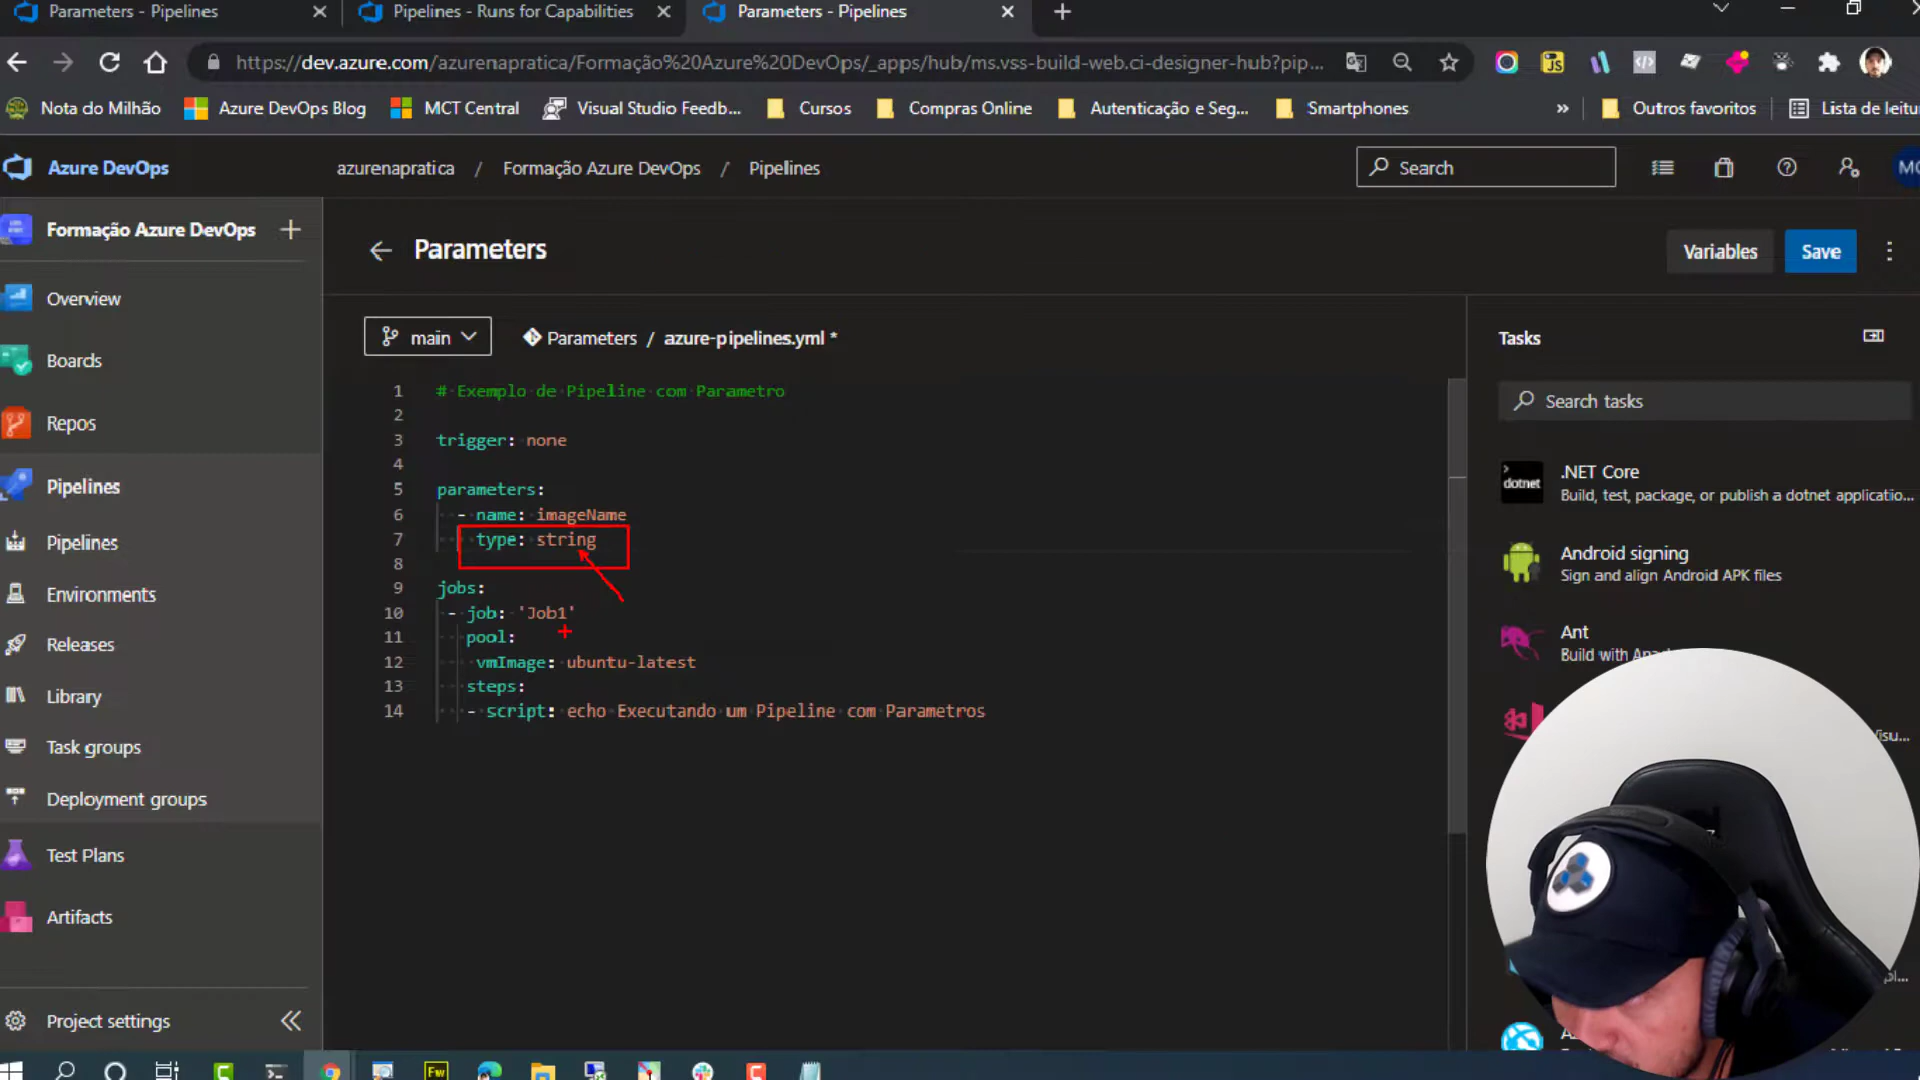 Parameters - Pipelines
Pipelines - Runs for Capabilities
Parameters - Pipelines
https://dev.azure.com/azurenapratica/Formação%20Azure%20DevOps/_apps/hub/ms.vss-build-web.ci-designer-hub?pip...
Nota do Milhão
Azure DevOps Blog
MCT Central
Visual Studio Feedb...
Cursos
Compras Online
Autenticação e Seg...
Smartphones
»
Outros favoritos
Lista de leitu
Azure DevOps
azurenapratica / Formação Azure DevOps / Pipelines
Search
MC
Formação Azure DevOps
Overview
Boards
Repos
Pipelines
Pipelines
Environments
Releases
Library
Task groups
Deployment groups
Test Plans
Artifacts
Project settings
Parameters
Variables
Save
main
Parameters / azure-pipelines.yml *
1 # Exemplo de Pipeline com Parametro
2
3 trigger: none
4
5 parameters:
6 - name: imageName
7 type: string
8
9 jobs:
10 - job: 'Job1'
11 pool:
12 vmImage: ubuntu-latest
13 steps:
14 - script: echo Executando um Pipeline com Parametros
Tasks
Search tasks
dotnet
.NET Core
Build, test, package, or publish a dotnet applicatio...
Android signing
Sign and align Android APK files
Ant
Build with
Fw